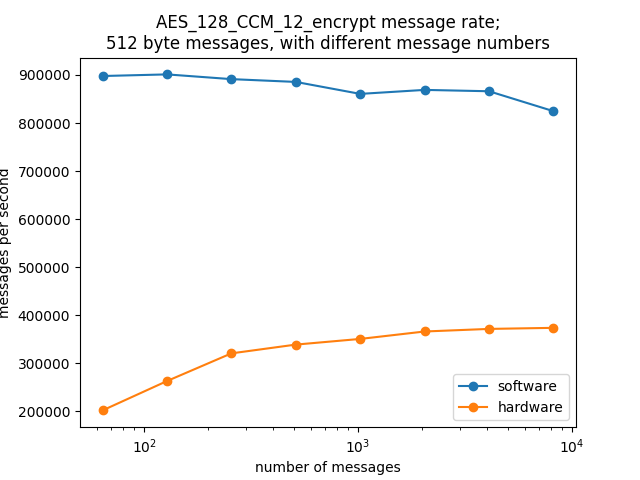 AES_128_CCM_12_encrypt message rate;
512 byte messages, with different message numbers
messages per second
900000
800000
700000
600000
500000
400000
300000
200000
10²
10³
10⁴
number of messages
software
hardware